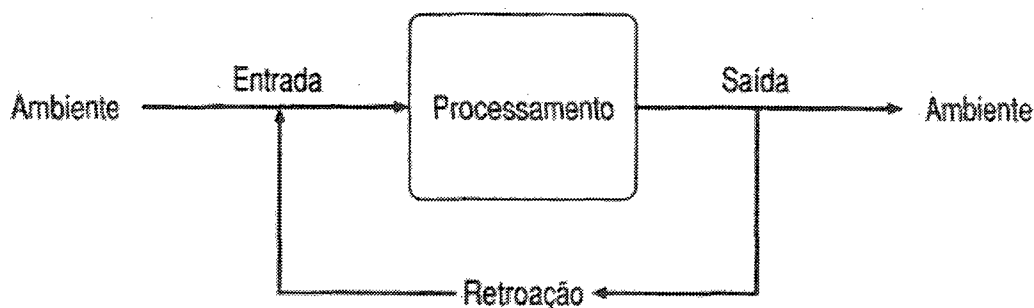 Entrada
Saída
Ambiente
Processamento
Ambiente
Retroação